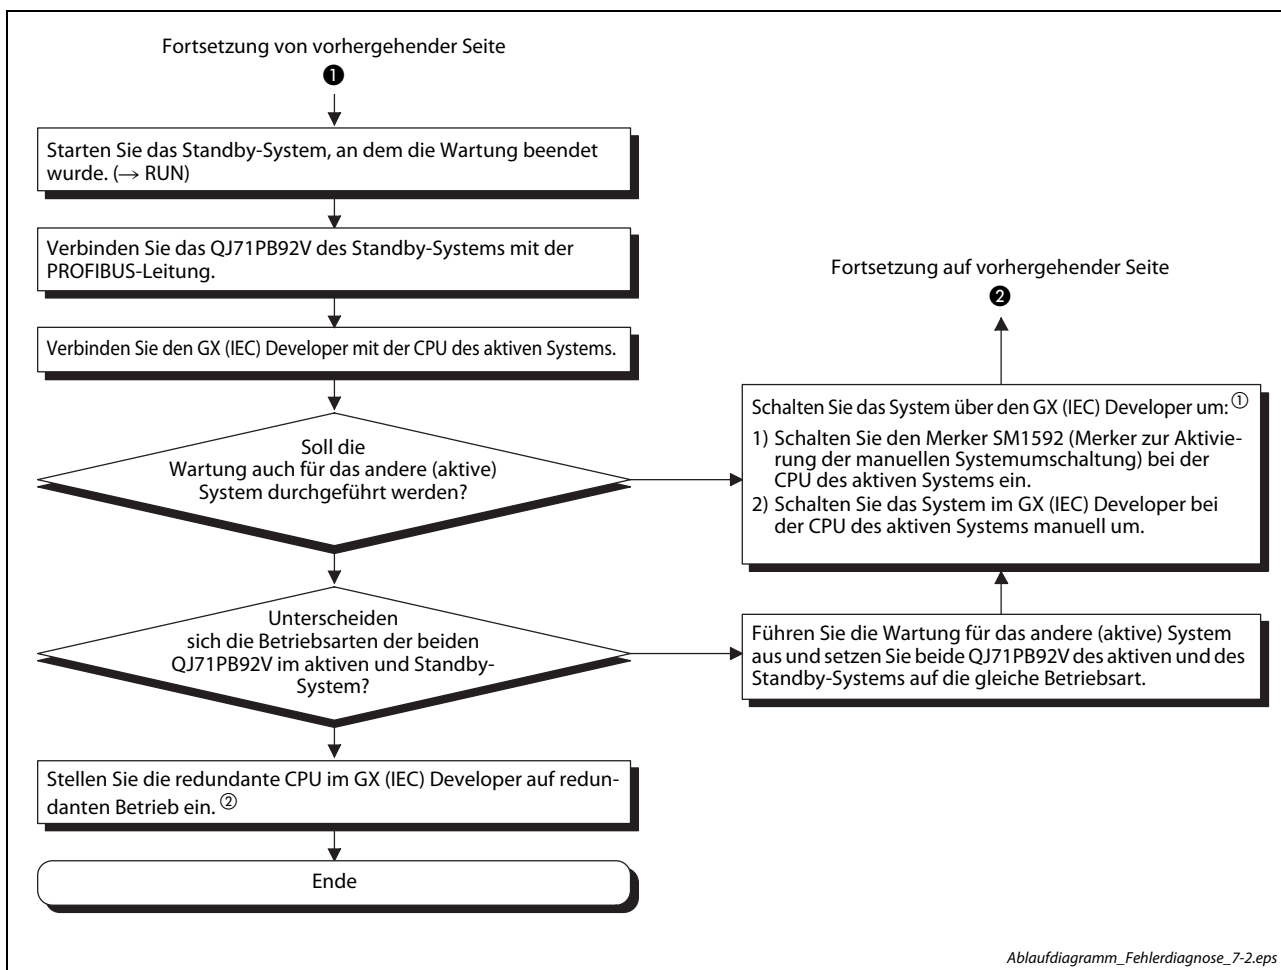 Fortsetzung von vorhergehender Seite
❶
Starten Sie das Standby-System, an dem die Wartung beendet
wurde. (→ RUN)
Verbinden Sie das QJ71PB92V des Standby-Systems mit der
PROFIBUS-Leitung.
Verbinden Sie den GX (IEC) Developer mit der CPU des aktiven Systems.
Soll die
Wartung auch für das andere (aktive)
System durchgeführt werden?
Unterscheiden
sich die Betriebsarten der beiden
QJ71PB92V im aktiven und Standby-
System?
Stellen Sie die redundante CPU im GX (IEC) Developer auf redun-
danten Betrieb ein. ②
Ende
Fortsetzung auf vorhergehender Seite
❷
Schalten Sie das System über den GX (IEC) Developer um: ①
1) Schalten Sie den Merker SM1592 (Merker zur Aktivie-
rung der manuellen Systemumschaltung) bei der
CPU des aktiven Systems ein.
2) Schalten Sie das System im GX (IEC) Developer bei
der CPU des aktiven Systems manuell um.
Führen Sie die Wartung für das andere (aktive) System
aus und setzen Sie beide QJ71PB92V des aktiven und des
Standby-Systems auf die gleiche Betriebsart.
Ablaufdiagramm_Fehlerdiagnose_7-2.eps